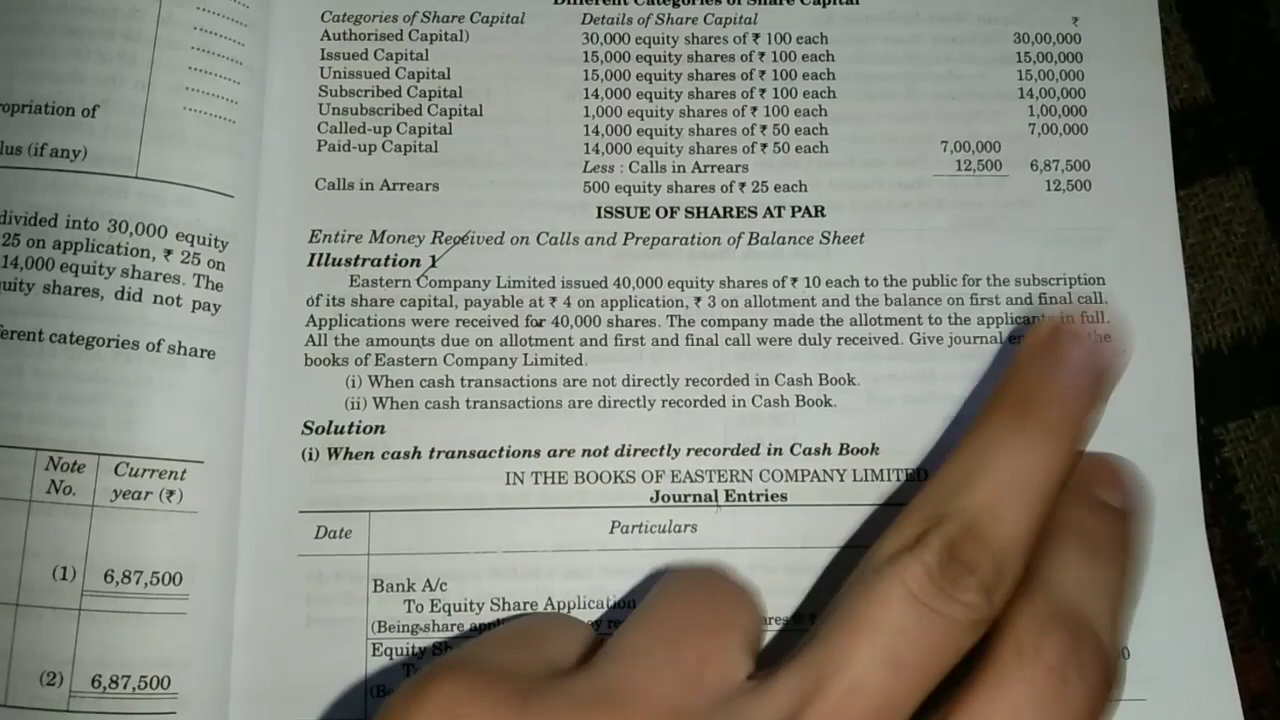 ropriation of
lus (if any)
divided into 30,000 equity
25 on application, ₹ 25 on
14,000 equity shares. The
uity shares, did not pay
erent categories of share
Note No.
Current year (₹)
(1) 6,87,500
(2) 6,87,500
Different Categories of Share Capital
Categories of Share Capital Details of Share Capital ₹
Authorised Capital) 30,000 equity shares of ₹ 100 each 30,00,000
Issued Capital 15,000 equity shares of ₹ 100 each 15,00,000
Unissued Capital 15,000 equity shares of ₹ 100 each 15,00,000
Subscribed Capital 14,000 equity shares of ₹ 100 each 14,00,000
Unsubscribed Capital 1,000 equity shares of ₹ 100 each 1,00,000
Called-up Capital 14,000 equity shares of ₹ 50 each 7,00,000
Paid-up Capital 14,000 equity shares of ₹ 50 each 7,00,000
Less : Calls in Arrears 12,500 6,87,500
Calls in Arrears 500 equity shares of ₹ 25 each 12,500
ISSUE OF SHARES AT PAR
Entire Money Received on Calls and Preparation of Balance Sheet
Illustration 1
Eastern Company Limited issued 40,000 equity shares of ₹ 10 each to the public for the subscription
of its share capital, payable at ₹ 4 on application, ₹ 3 on allotment and the balance on first and final call.
Applications were received for 40,000 shares. The company made the allotment to the applicants in full.
All the amounts due on allotment and first and final call were duly received. Give journal the
books of Eastern Company Limited.
(i) When cash transactions are not directly recorded in Cash Book.
(ii) When cash transactions are directly recorded in Cash Book.
Solution
(i) When cash transactions are not directly recorded in Cash Book
IN THE BOOKS OF EASTERN COMPANY LIMITED
Journal Entries
Date Particulars
Bank A/c
To Equity Share Application
(Being share
Equity